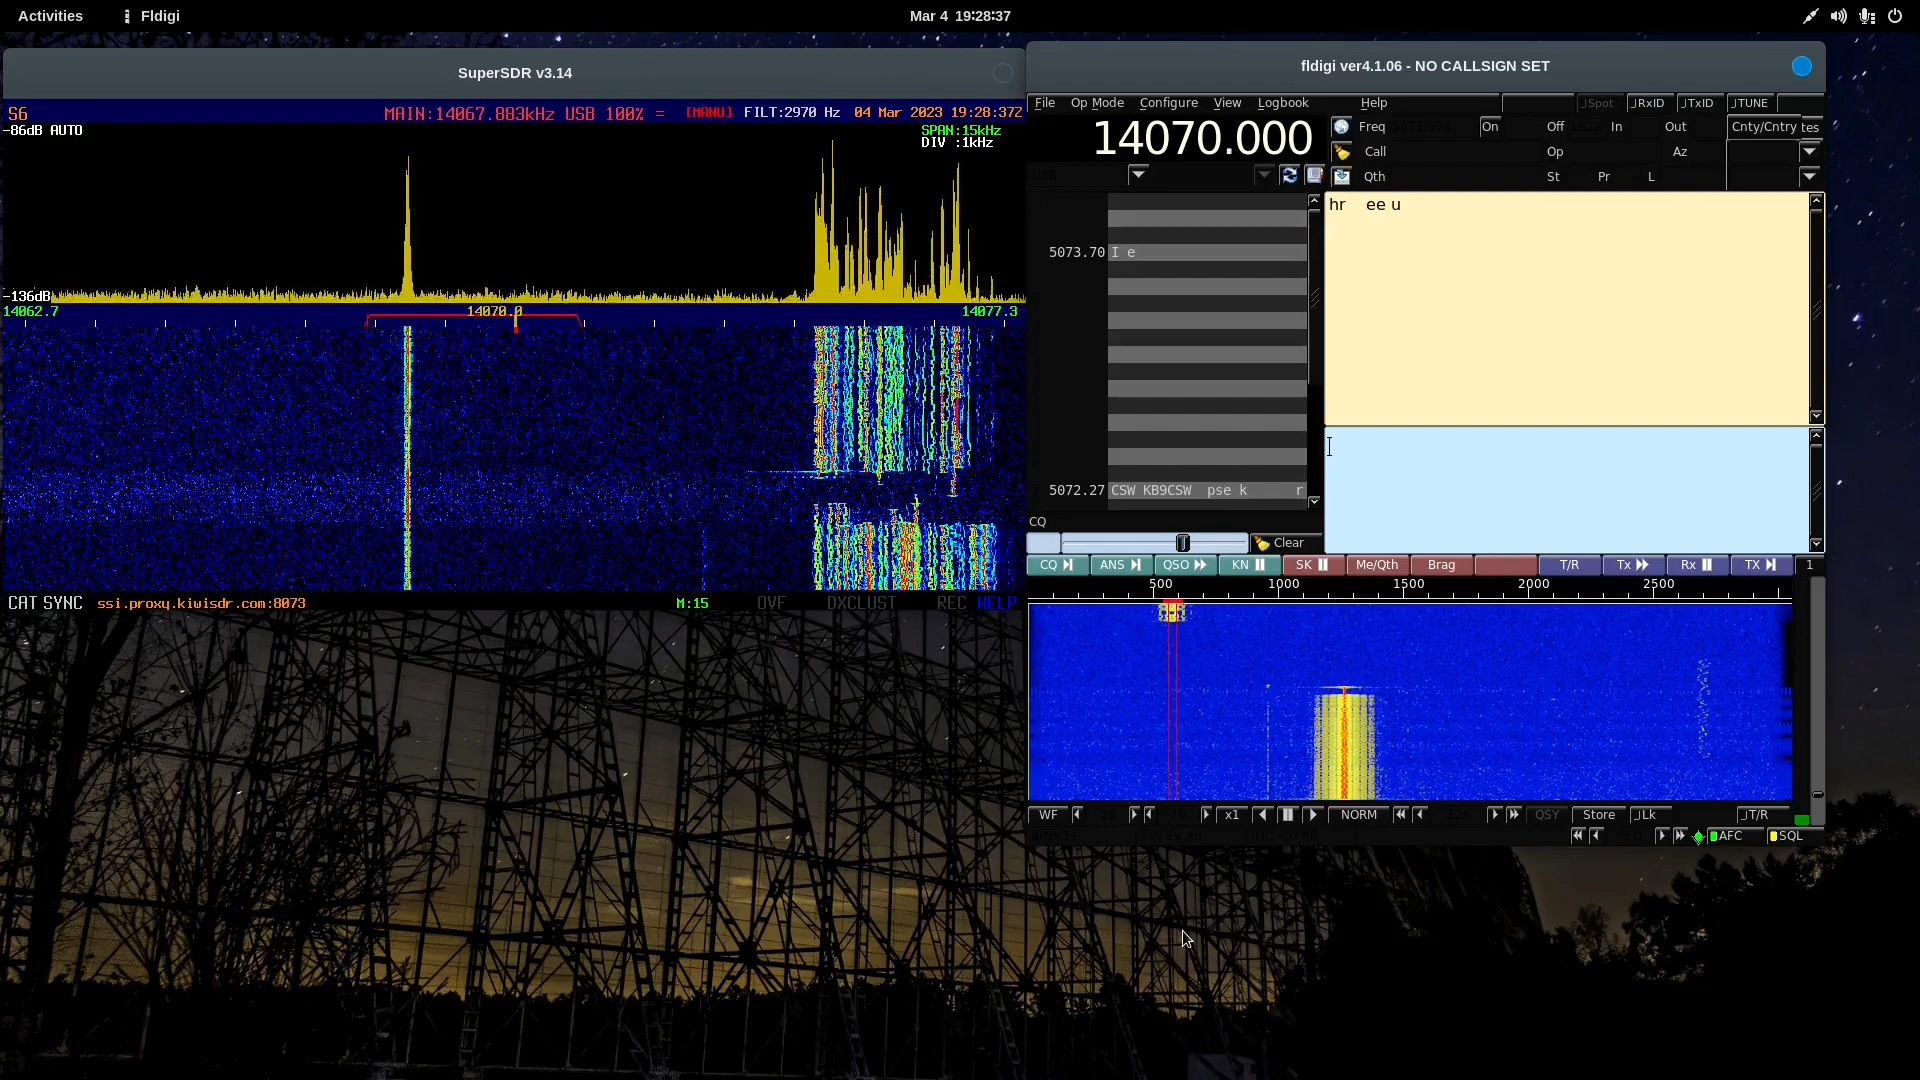 Activities
Fldigi
Mar 4 19:28:37
SuperSDR v3.14
S6
MAIN:14067.883kHz USB 100% =
[MANU]
FILT:2970 Hz
04 Mar 2023 19:28:37Z
-86dB AUTO
SPAN:15kHz
DIV :1kHz
-136dB
14062.7
14070.0
14077.3
CAT SYNC
ssi.proxy.kiwisdr.com:8073
M:15
OVF
DXCLUST
REC
HELP
fldigi ver4.1.06 - NO CALLSIGN SET
File Op Mode Configure View Logbook Help
Spot
RxID
TxID
TUNE
14070.000
USB
Freq
On
Off
In
Out
Cnty/Cntry
tes
Call
Op
Az
Qth
St
Pr
L
hr ee u
5073.70 I e
5072.27 CSW KB9CSW pse k r
CQ
Clear
CQ
ANS
QSO
KN
SK
Me/Qth
Brag
T/R
Tx
Rx
TX
1
500 1000 1500 2000 2500
WF
-20
x1
NORM
QSY
Store
Lk
T/R
AFC
SQL